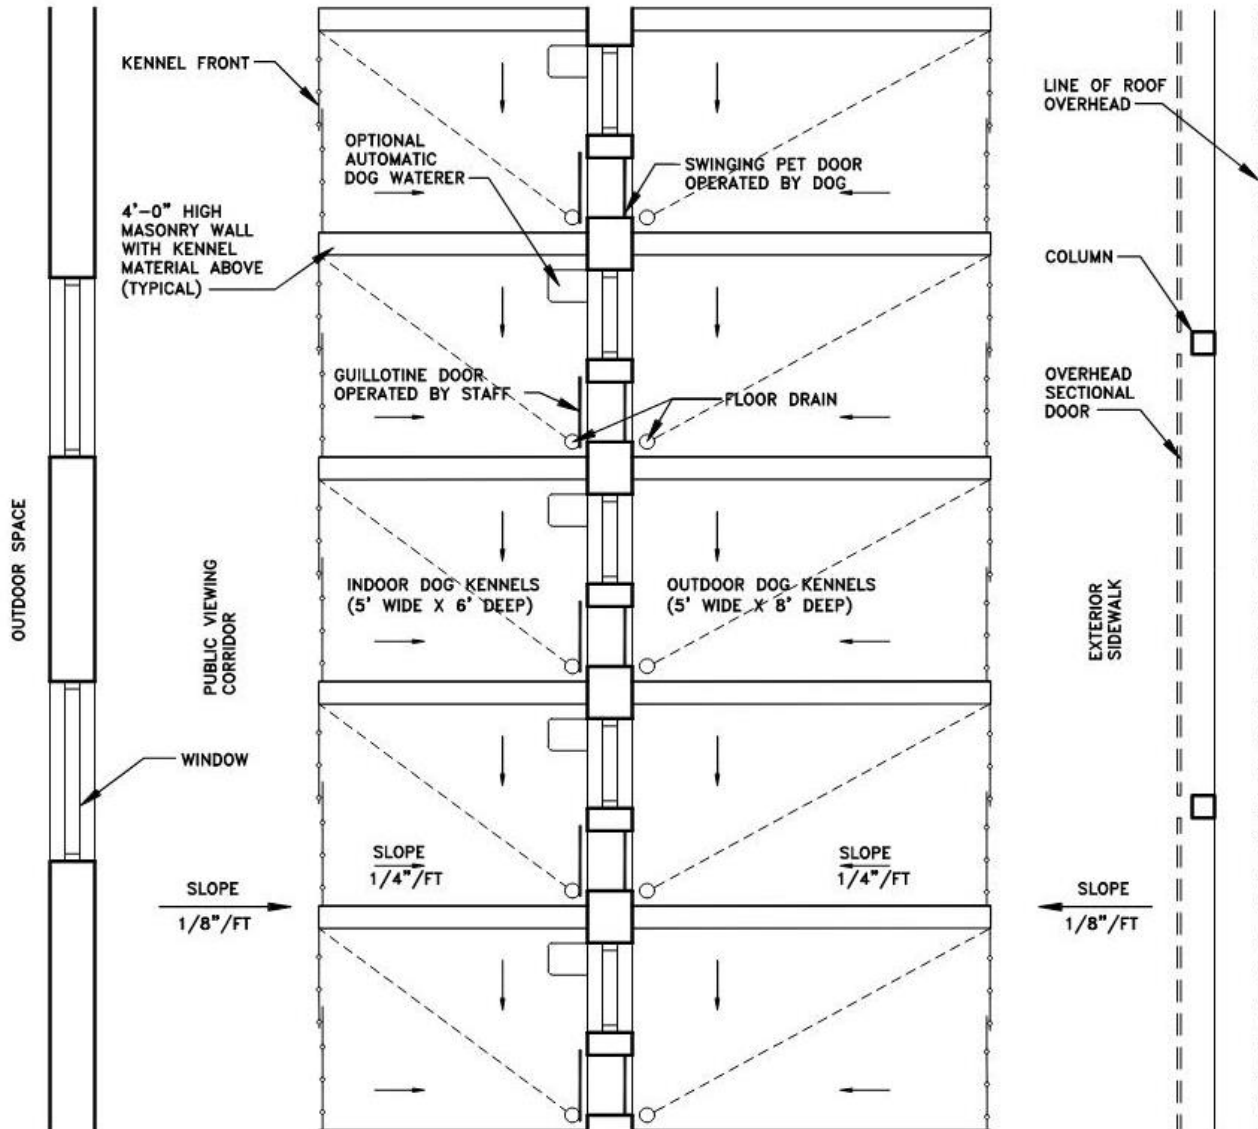 KENNEL FRONT
OPTIONAL
AUTOMATIC
DOG WATERER
4'-0" HIGH
MASONRY WALL
WITH KENNEL
MATERIAL ABOVE
(TYPICAL)
SWINGING PET DOOR
OPERATED BY DOG
LINE OF ROOF
OVERHEAD
COLUMN
GUILLOTINE DOOR
OPERATED BY STAFF
FLOOR DRAIN
OVERHEAD
SECTIONAL
DOOR
OUTDOOR SPACE
PUBLIC VIEWING
CORRIDOR
INDOOR DOG KENNELS
(5' WIDE X 6' DEEP)
OUTDOOR DOG KENNELS
(5' WIDE X 8' DEEP)
EXTERIOR
SIDEWALK
WINDOW
SLOPE
1/4"/FT
SLOPE
1/4"/FT
SLOPE
1/8"/FT
SLOPE
1/8"/FT